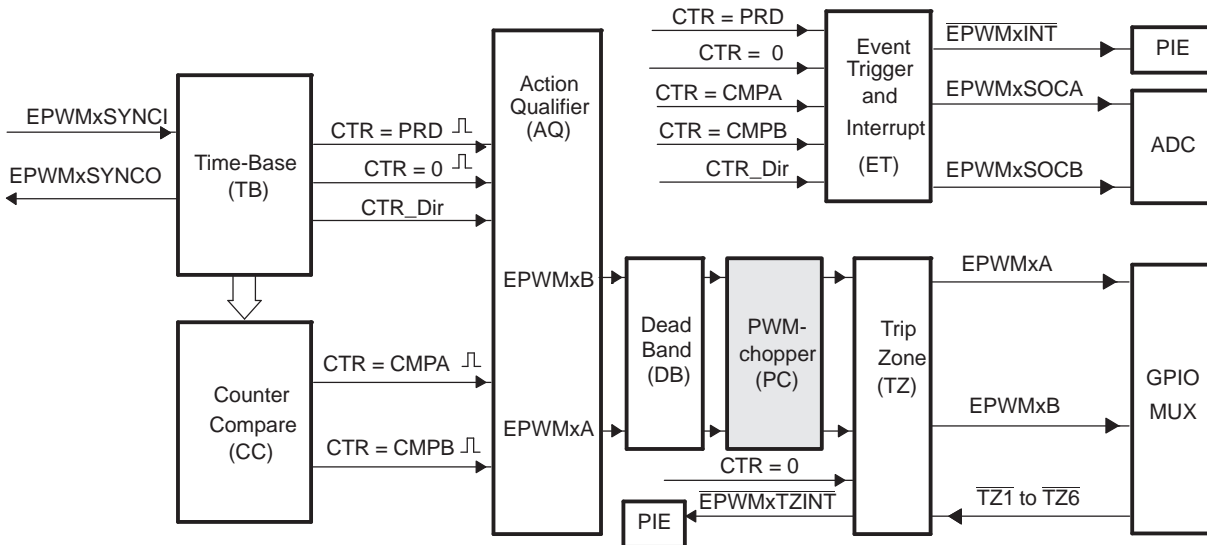 EPWMxSYNCI
EPWMxSYNCO
Time-Base
(TB)
CTR = PRD
CTR = 0
CTR_Dir
Counter
Compare
(CC)
CTR = CMPA
CTR = CMPB
Action
Qualifier
(AQ)
EPWMxB
EPWMxA
CTR = PRD
CTR = 0
CTR = CMPA
CTR = CMPB
CTR_Dir
Event
Trigger
and
Interrupt
(ET)
EPWMxINT
EPWMxSOCA
EPWMxSOCB
PIE
ADC
Dead
Band
(DB)
PWM-
chopper
(PC)
Trip
Zone
(TZ)
CTR = 0
EPWMxTZINT
PIE
EPWMxA
EPWMxB
TZ1 to TZ6
GPIO
MUX